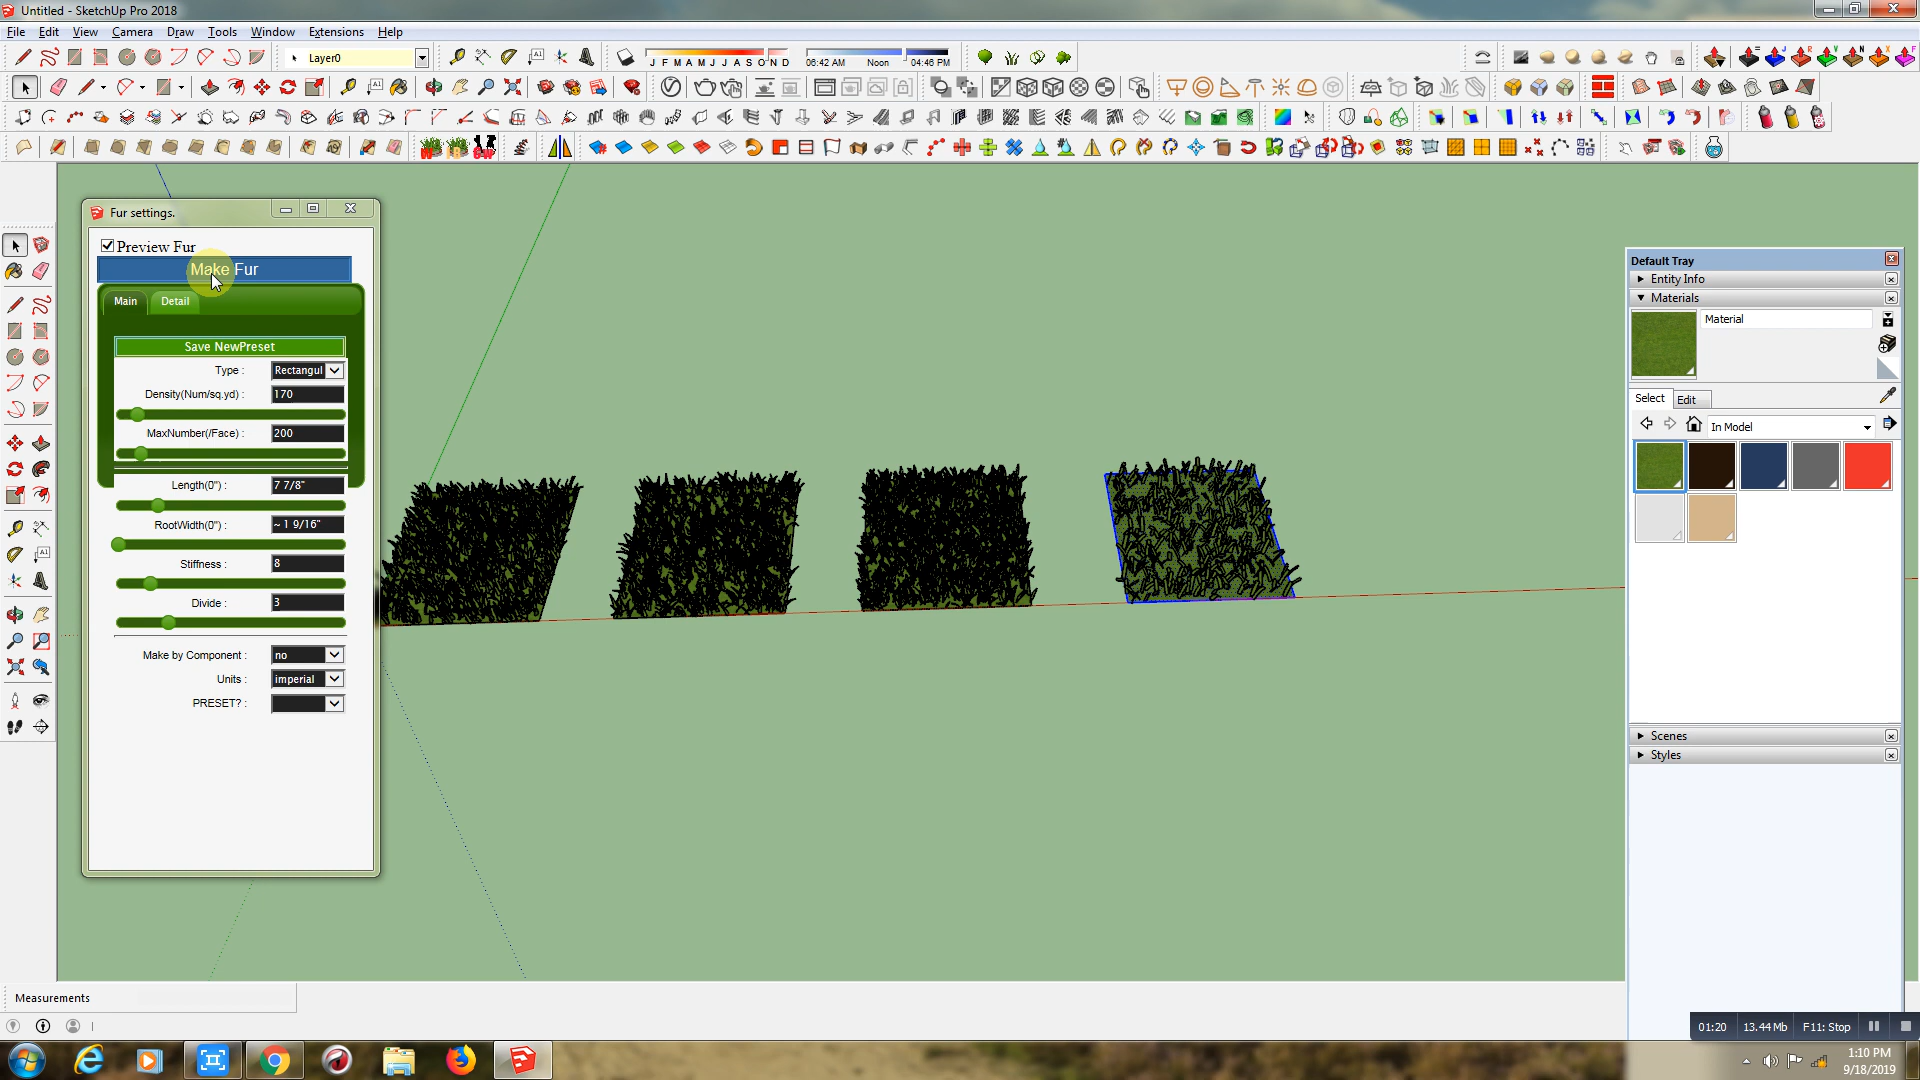 Untitled - SketchUp Pro 2018
File Edit View Camera Draw Tools Window Extensions Help
Layer0
J F M A M J J A S O N D
06:42 AM Noon 04:46 PM
Fur settings.
Preview Fur
Make Fur
Main Detail
Save NewPreset
Type : Rectangul
Density(Num/sq.yd) : 170
MaxNumber(/Face) : 200
Length(0") : 7 7/8"
RootWidth(0") : ~ 1 9/16"
Stiffness : 8
Divide : 3
Make by Component : no
Units : imperial
PRESET? :
Default Tray
Entity Info
Materials
Material
Select Edit
In Model
Scenes
Styles
Measurements
01:20 13.44Mb F11: Stop
1:10 PM
9/18/2019